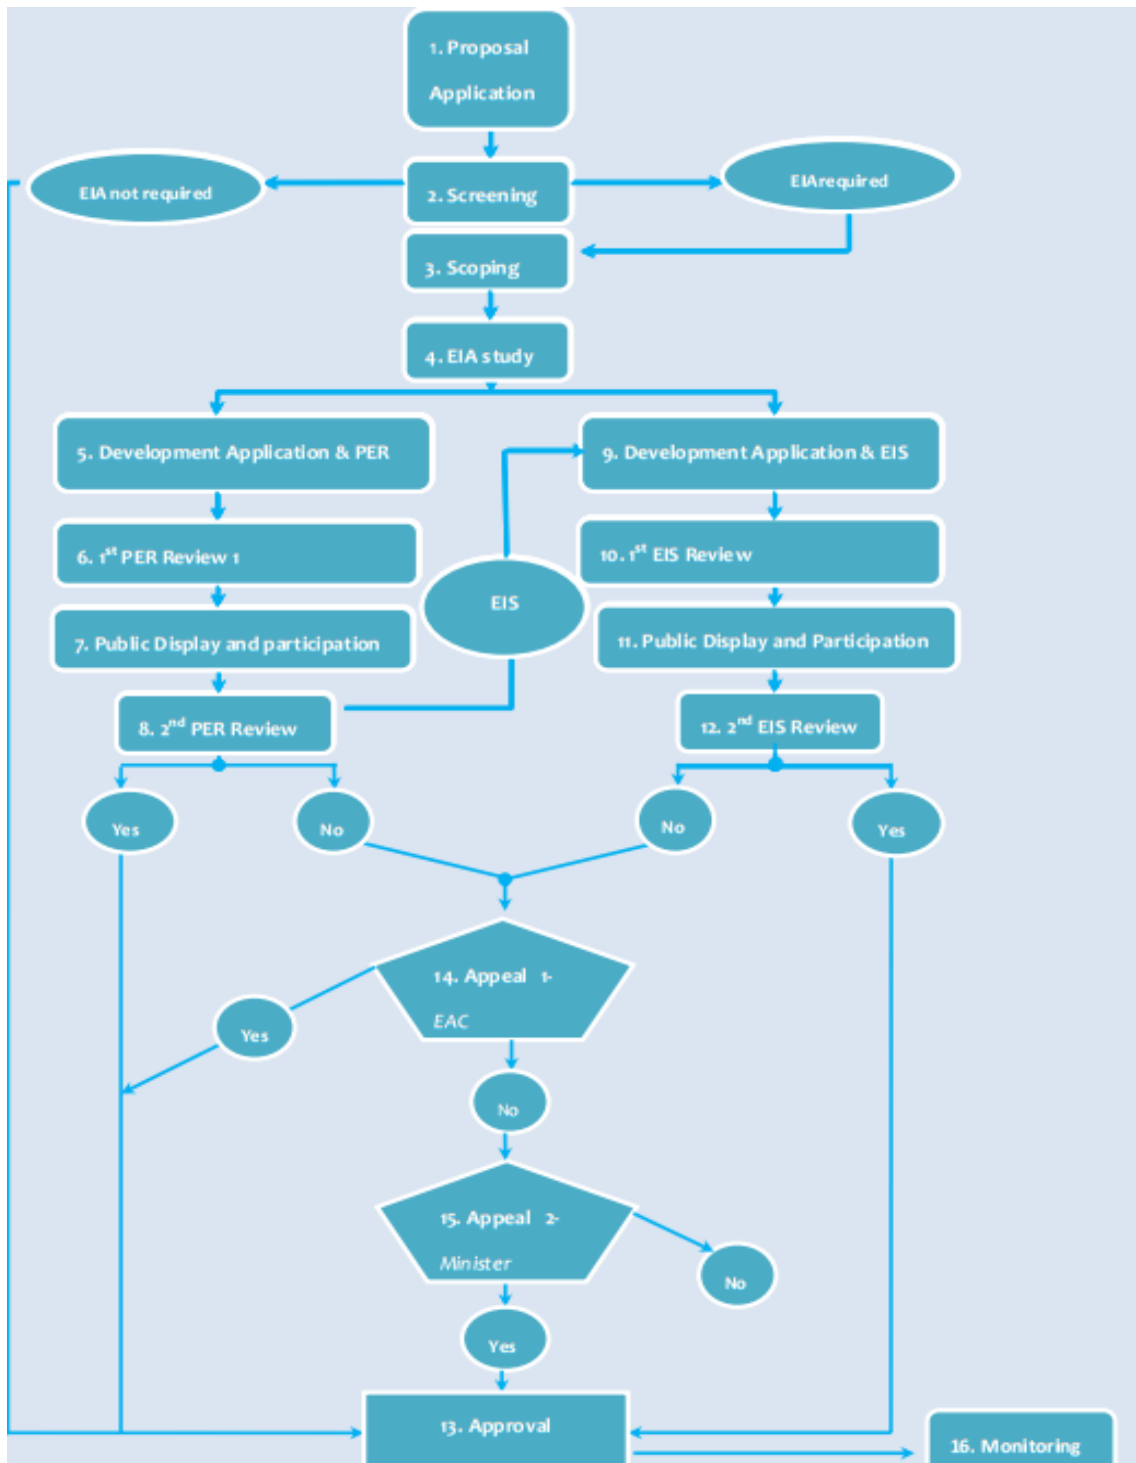 1. Proposal
Application
EIA not required
2. Screening
EIA required
3. Scoping
4. EIA study
5. Development Application & PER
9. Development Application & EIS
6. 1st PER Review 1
10. 1st EIS Review
EIS
7. Public Display and participation
11. Public Display and Participation
8. 2nd PER Review
12. 2nd EIS Review
Yes
No
No
Yes
14. Appeal 1-
EAC
Yes
No
15. Appeal 2-
Minister
No
Yes
13. Approval
16. Monitoring